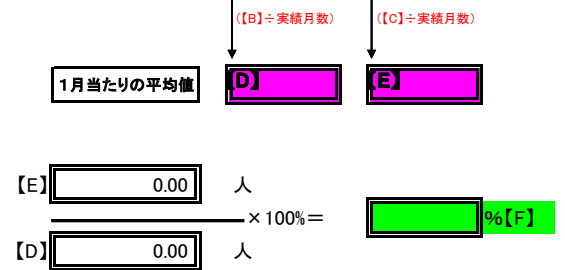 (【B】÷実績月数) (【C】÷実績月数)
１月当たりの平均値 【D】 【E】
【E】 0.00 人
×100%＝ %【F】
【D】 0.00 人